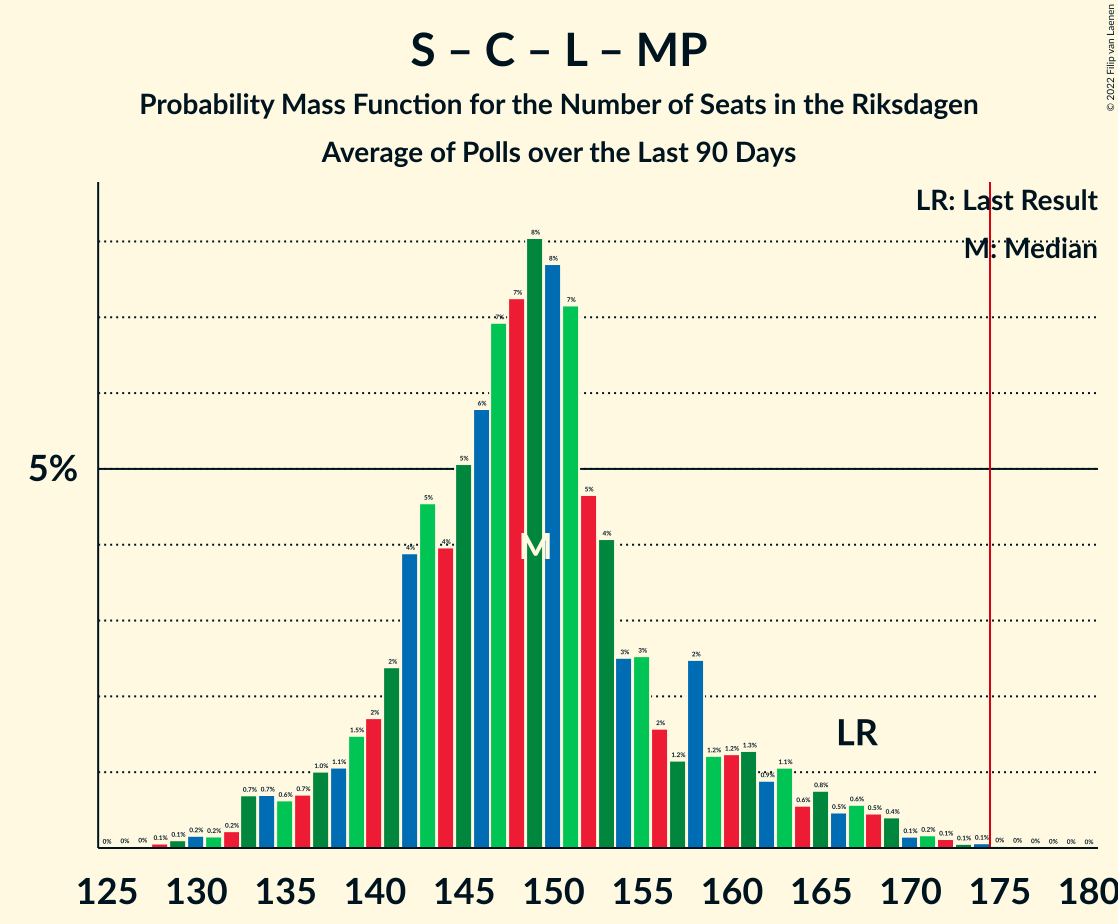 S – C – L – MP
Probability Mass Function for the Number of Seats in the Riksdagen
Average of Polls over the Last 90 Days
© 2022 Filip van Laenen
LR: Last Result
M: Median
5%
0% 0% 0% 0.1% 0.1% 0.2% 0.2% 0.2% 0.7% 0.7% 0.6% 0.7% 1.0% 1.1% 1.5% 2% 2% 4% 5% 4% 5% 6% 7% 7% 8% 8% 7% 5% 4% 3% 3% 2% 1.2% 2% 1.2% 1.2% 1.3% 0.9% 1.1% 0.6% 0.8% 0.5% 0.6% 0.5% 0.4% 0.1% 0.2% 0.1% 0.1% 0.1% 0% 0% 0% 0% 0% 0%
M
LR
125 130 135 140 145 150 155 160 165 170 175 180